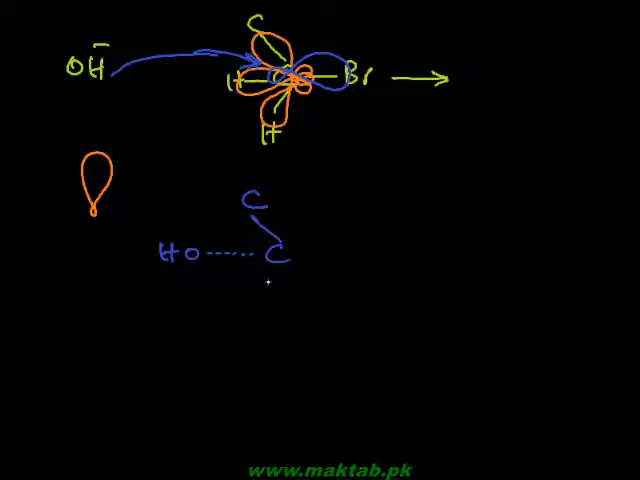 C
OH⁻ H C Br →
H
C
HO ...... C
www.maktab.pk